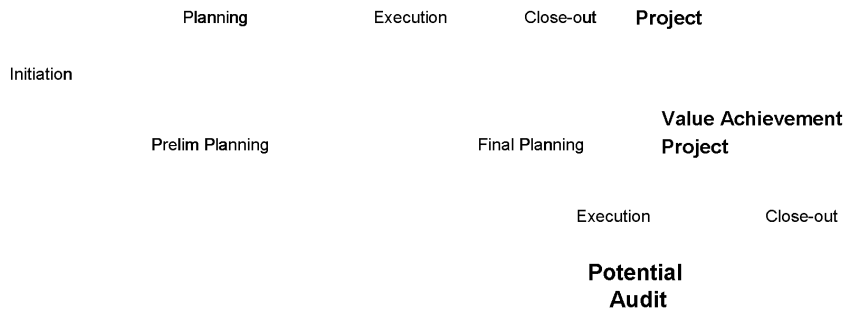 Planning Execution Close-out Project
Initiation
Value Achievement
Prelim Planning Final Planning Project
Execution Close-out
Potential
Audit